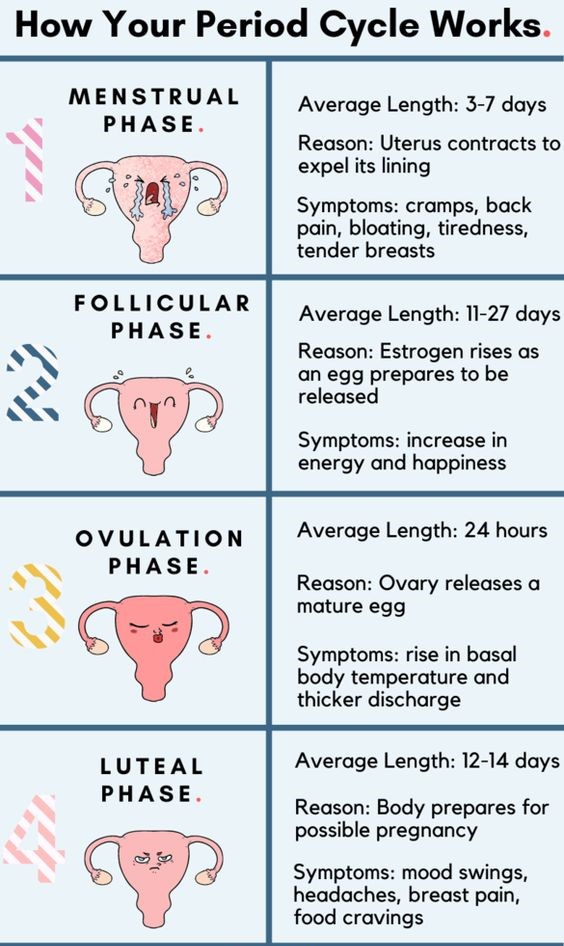 How Your Period Cycle Works.
1
MENSTRUAL
PHASE.
Average Length: 3-7 days
Reason: Uterus contracts to
expel its lining
Symptoms: cramps, back
pain, bloating, tiredness,
tender breasts
2
FOLLICULAR
PHASE.
Average Length: 11-27 days
Reason: Estrogen rises as
an egg prepares to be
released
Symptoms: increase in
energy and happiness
3
OVULATION
PHASE.
Average Length: 24 hours
Reason: Ovary releases a
mature egg
Symptoms: rise in basal
body temperature and
thicker discharge
4
LUTEAL
PHASE.
Average Length: 12-14 days
Reason: Body prepares for
possible pregnancy
Symptoms: mood swings,
headaches, breast pain,
food cravings